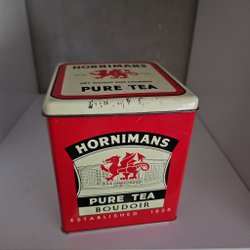 HORNIMANS
PURE TEA
HORNIMANS
PURE TEA
BOUDOIR
ESTABLISHED 1826